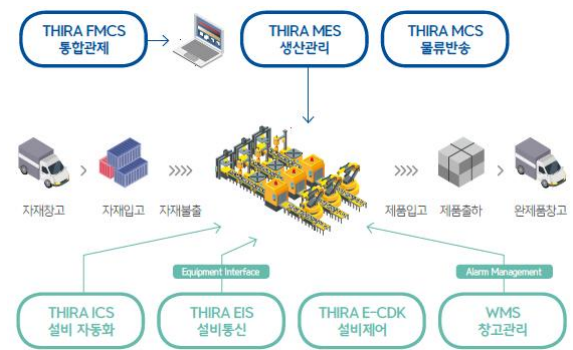 THIRA FMCS
통합관제
THIRA MES
생산관리
THIRA MCS
물류반송
자재창고
자재입고
자재불출
제품입고
제품출하
완제품창고
Equipment Interface
Alarm Management
THIRA ICS
설비 자동화
THIRA EIS
설비통신
THIRA E-CDK
설비제어
WMS
창고관리